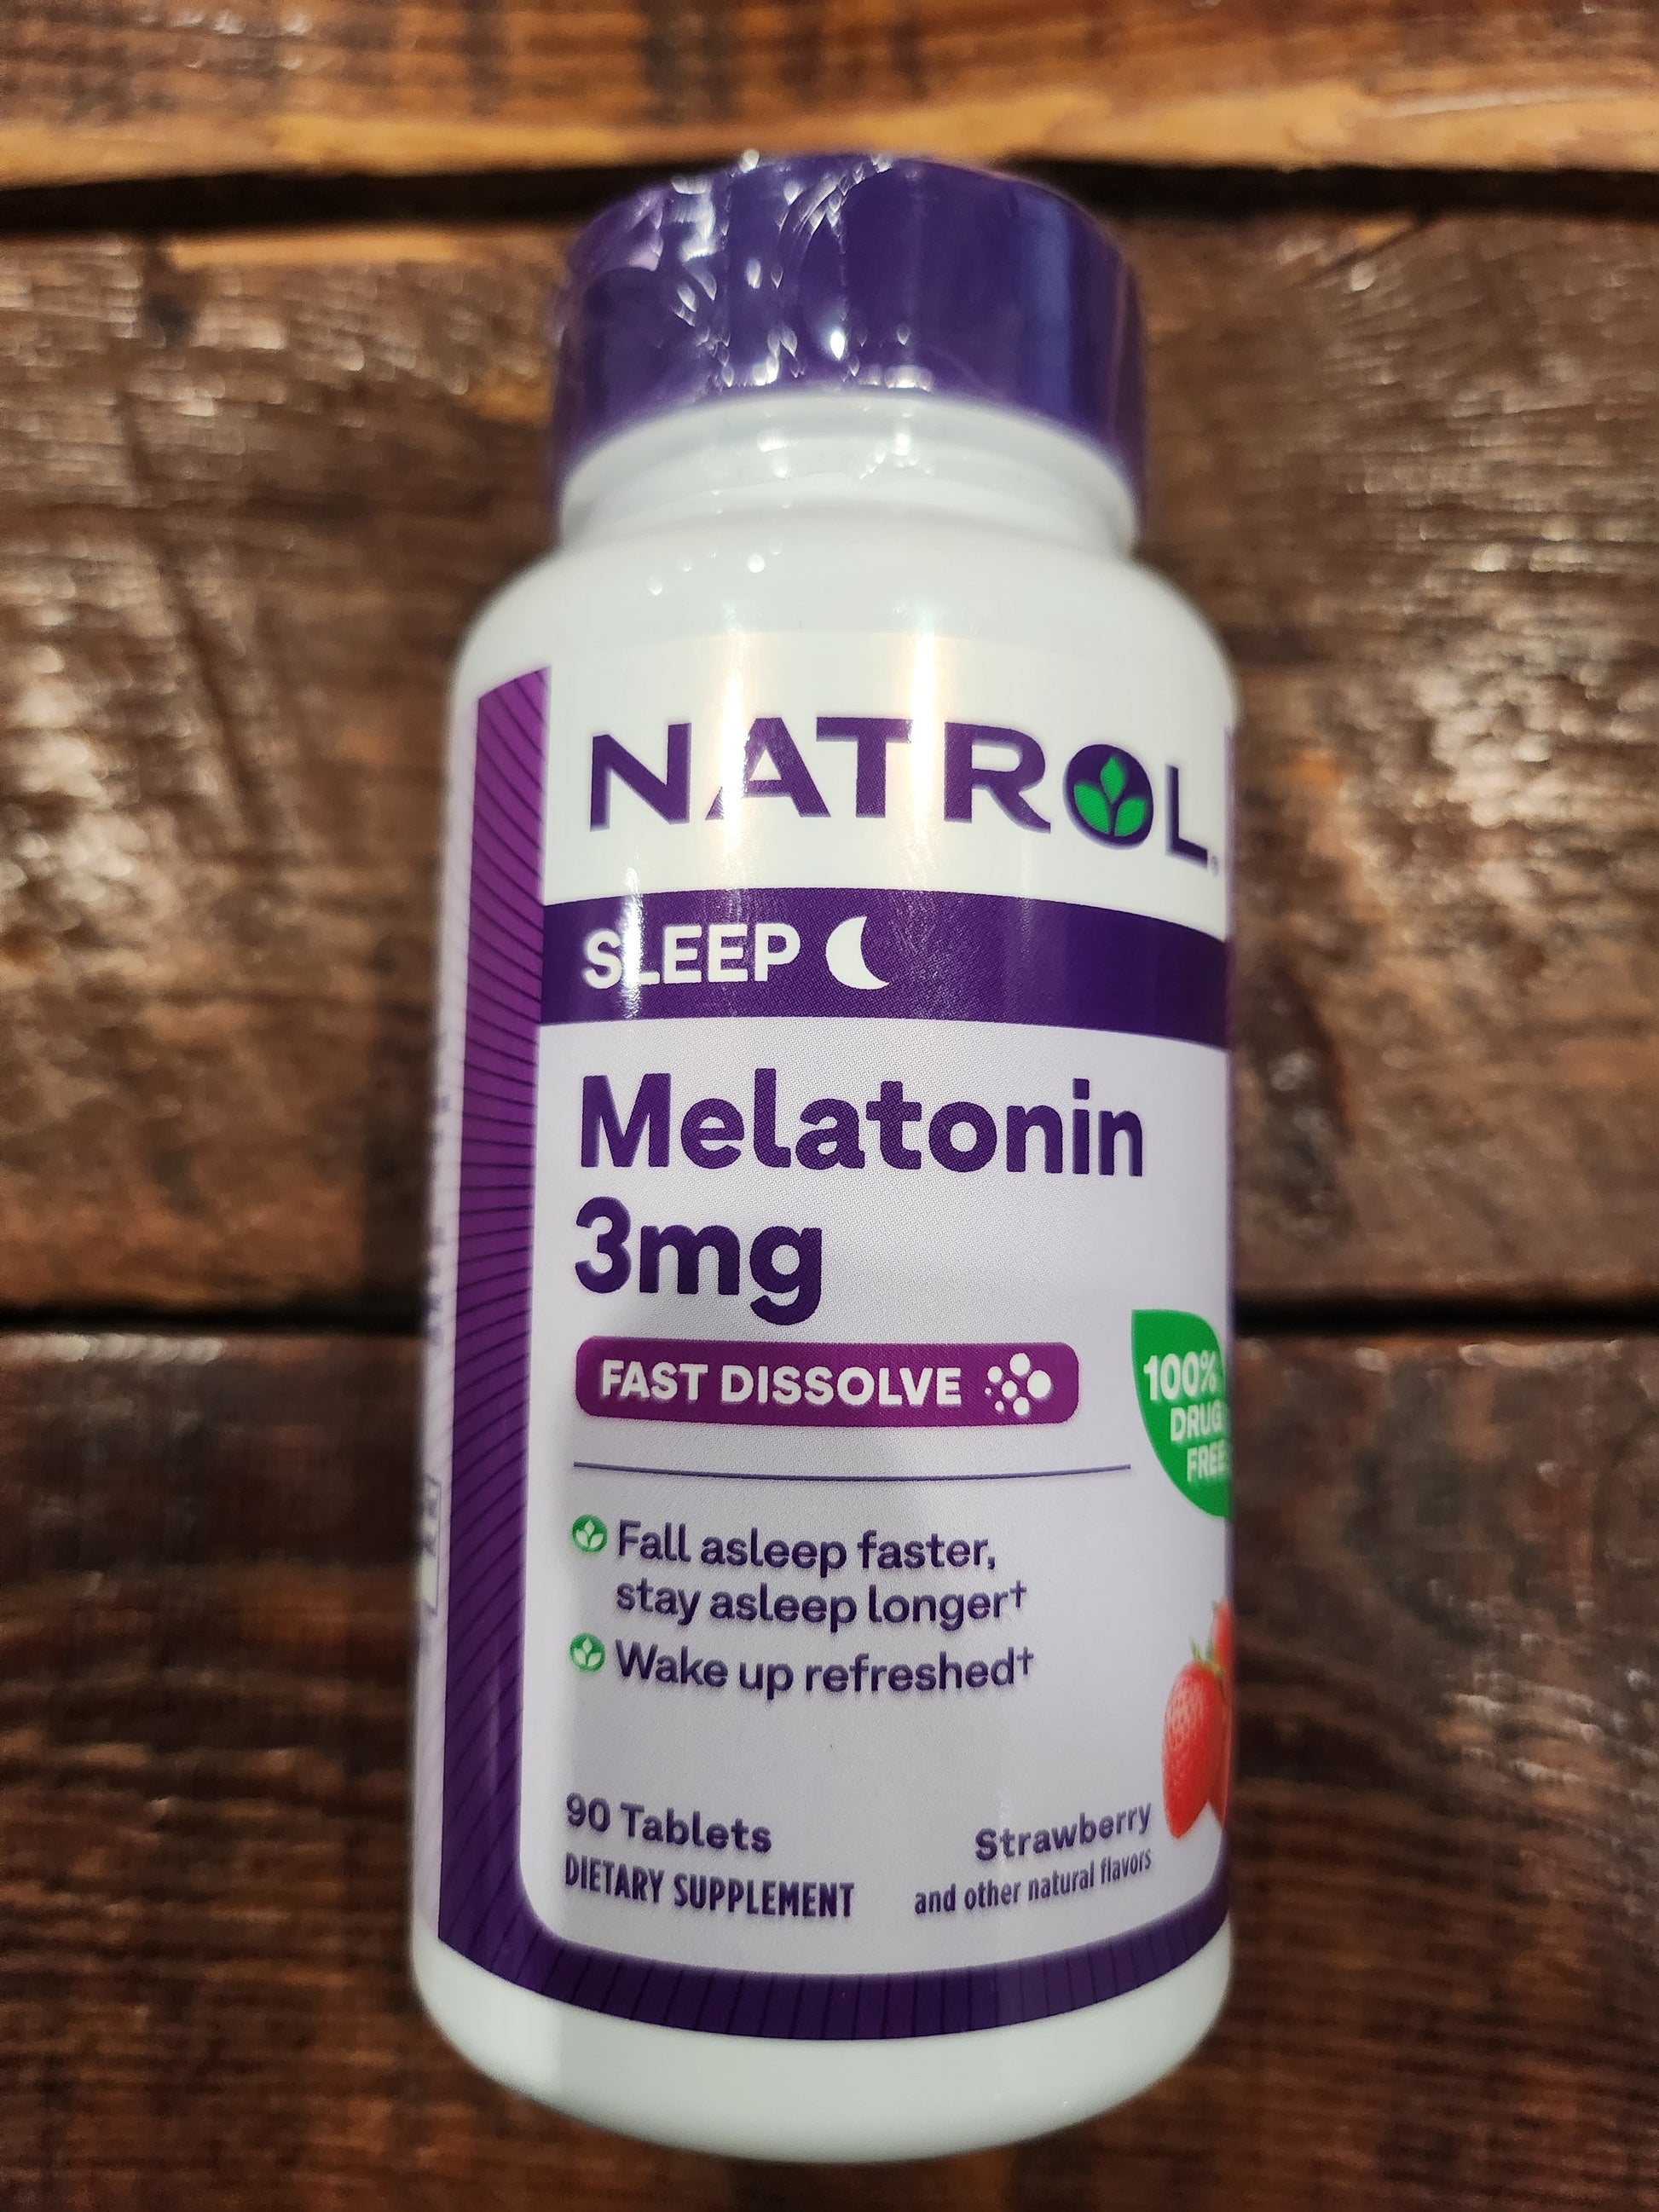 NATROL®
SLEEP
Melatonin
3mg
FAST DISSOLVE
100%
DRUG
FREE
Fall asleep faster,
stay asleep longer†
Wake up refreshed†
90 Tablets
DIETARY SUPPLEMENT
Strawberry
and other natural flavors